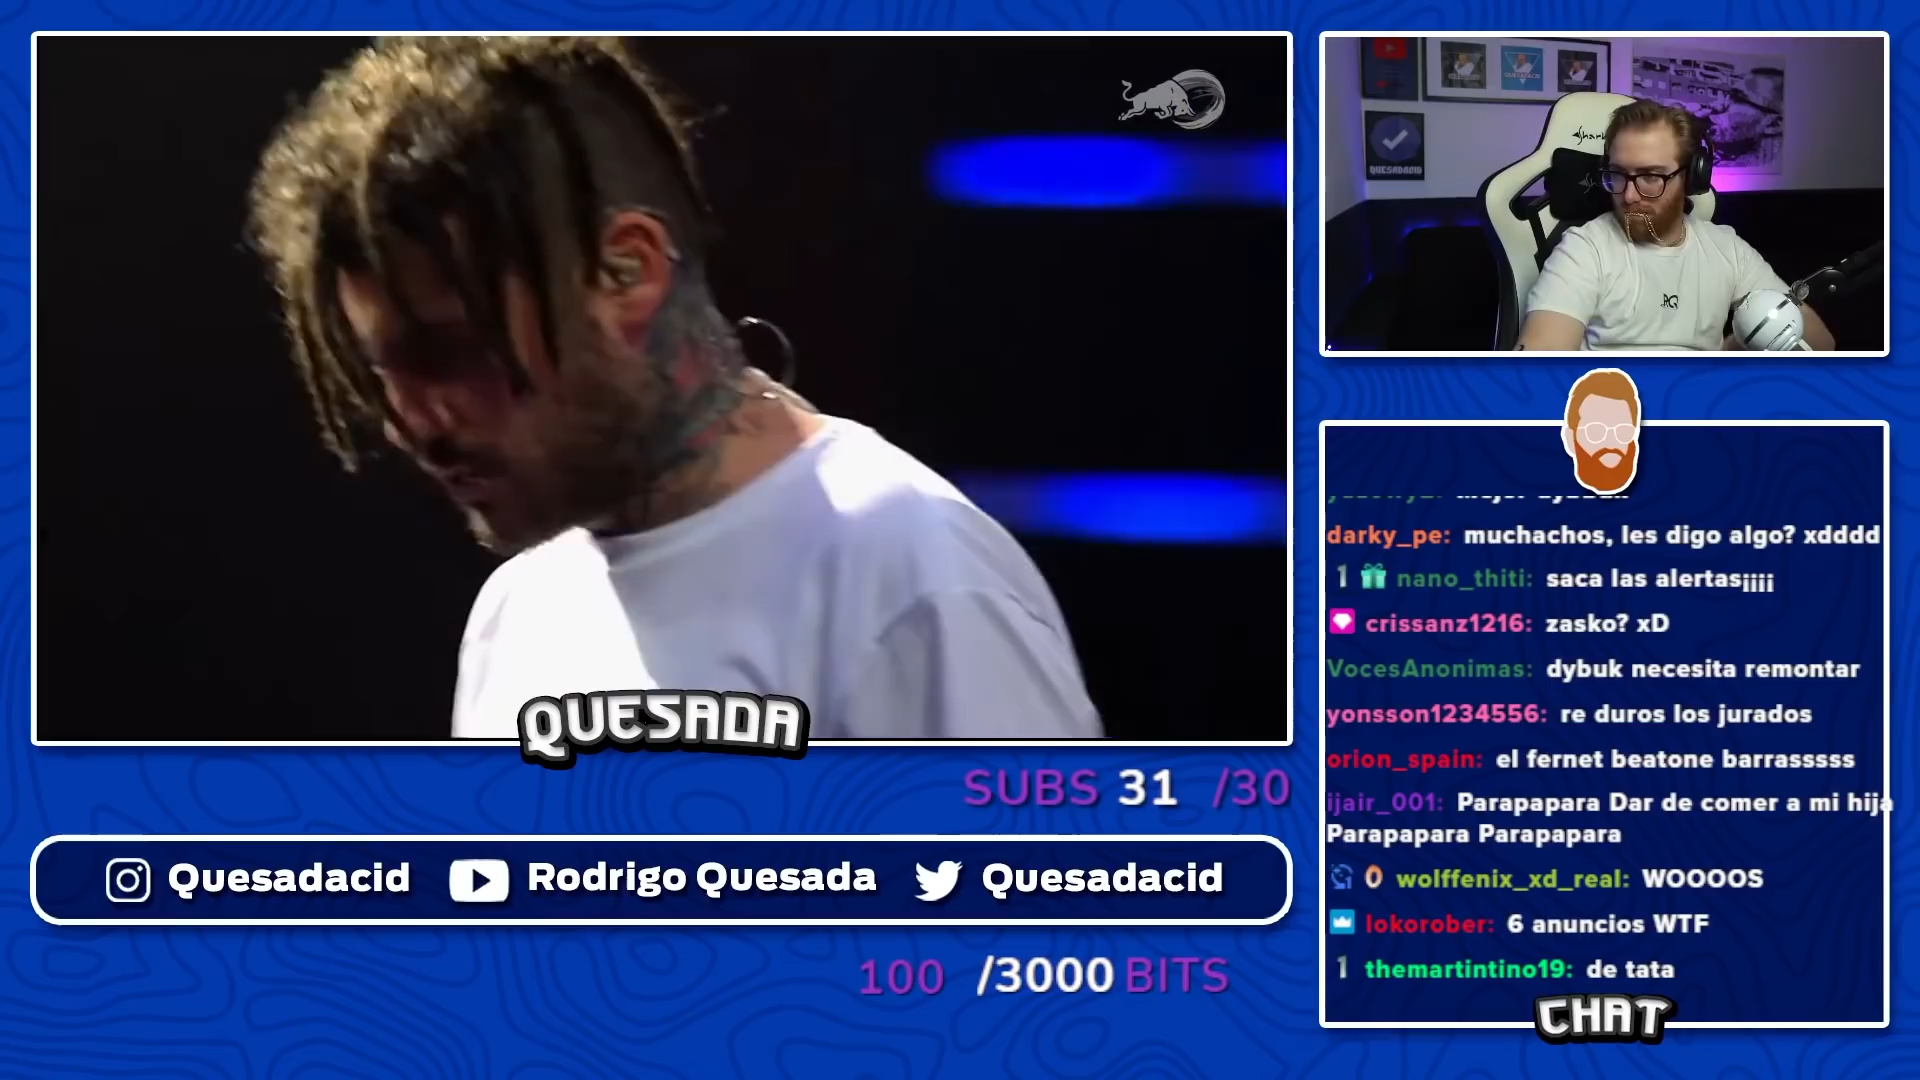 QUESADACID
QUESADA
SUBS 31 /30
Quesadacid
Rodrigo Quesada
Quesadacid
100 /3000 BITS
darky_pe: muchachos, les digo algo? xdddd
1 nano_thiti: saca las alertas¡¡¡¡
crissanz1216: zasko? xD
VocesAnonimas: dybuk necesita remontar
yonsson1234556: re duros los jurados
orion_spain: el fernet beatone barrasssss
ijair_001: Parapapara Dar de comer a mi hija
Parapapara Parapapara
wolffenix_xd_real: WOOOOS
lokorober: 6 anuncios WTF
1 themartintino19: de tata
CHAT